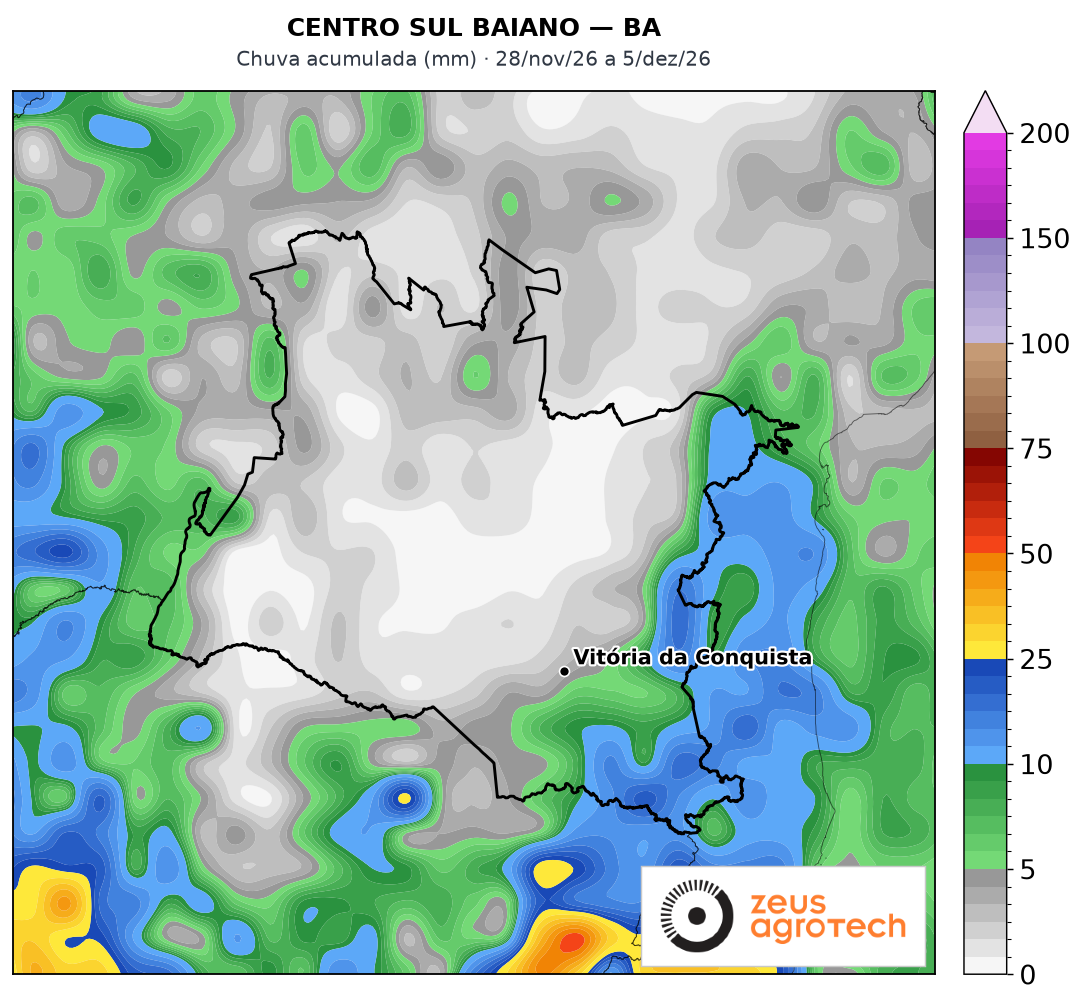 CENTRO SUL BAIANO — BA
Chuva acumulada (mm) · 28/nov/26 a 5/dez/26
200
150
100
75
50
25
10
5
0
Vitória da Conquista
zeus
agrotech